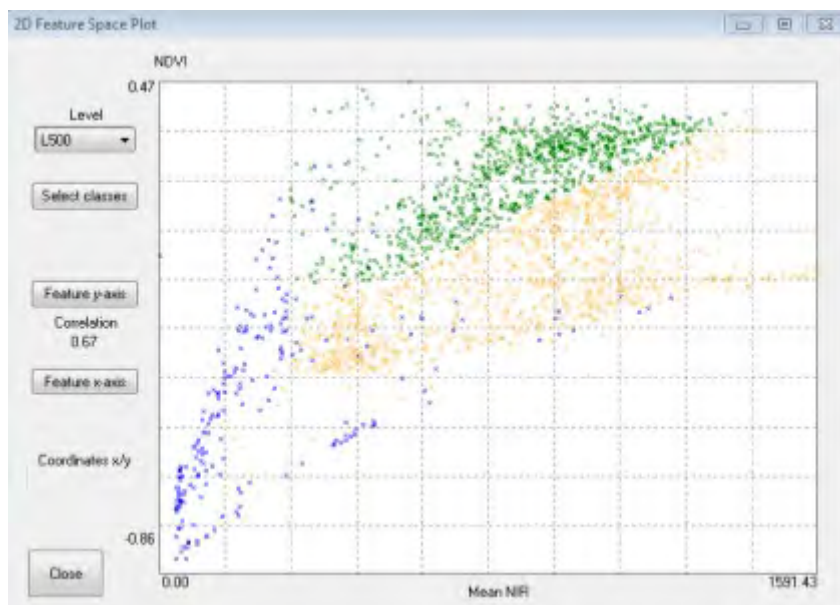 2D Feature Space Plot
NDVI
0.47
Level
L500
Select classes
Feature y-axis
Correlation
0.67
Feature x-axis
Coordinates x/y
-0.86
Close
0.00
Mean NIR
1591.43